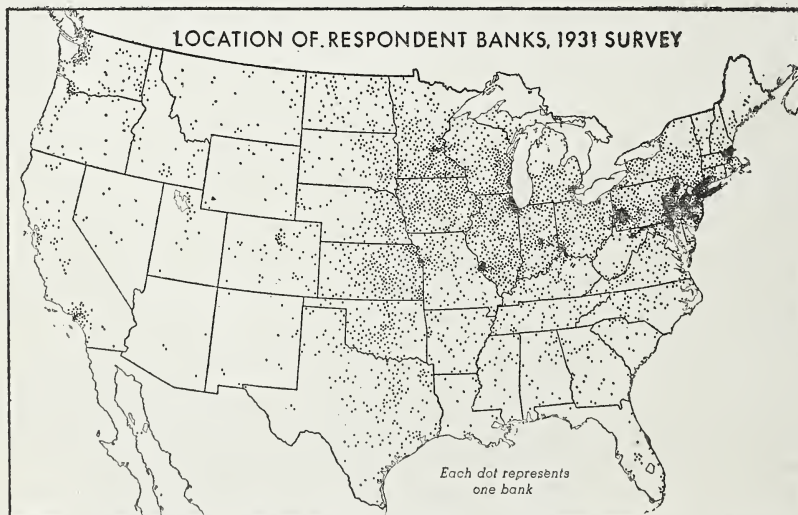 LOCATION OF RESPONDENT BANKS, 1931 SURVEY
Each dot represents
one bank